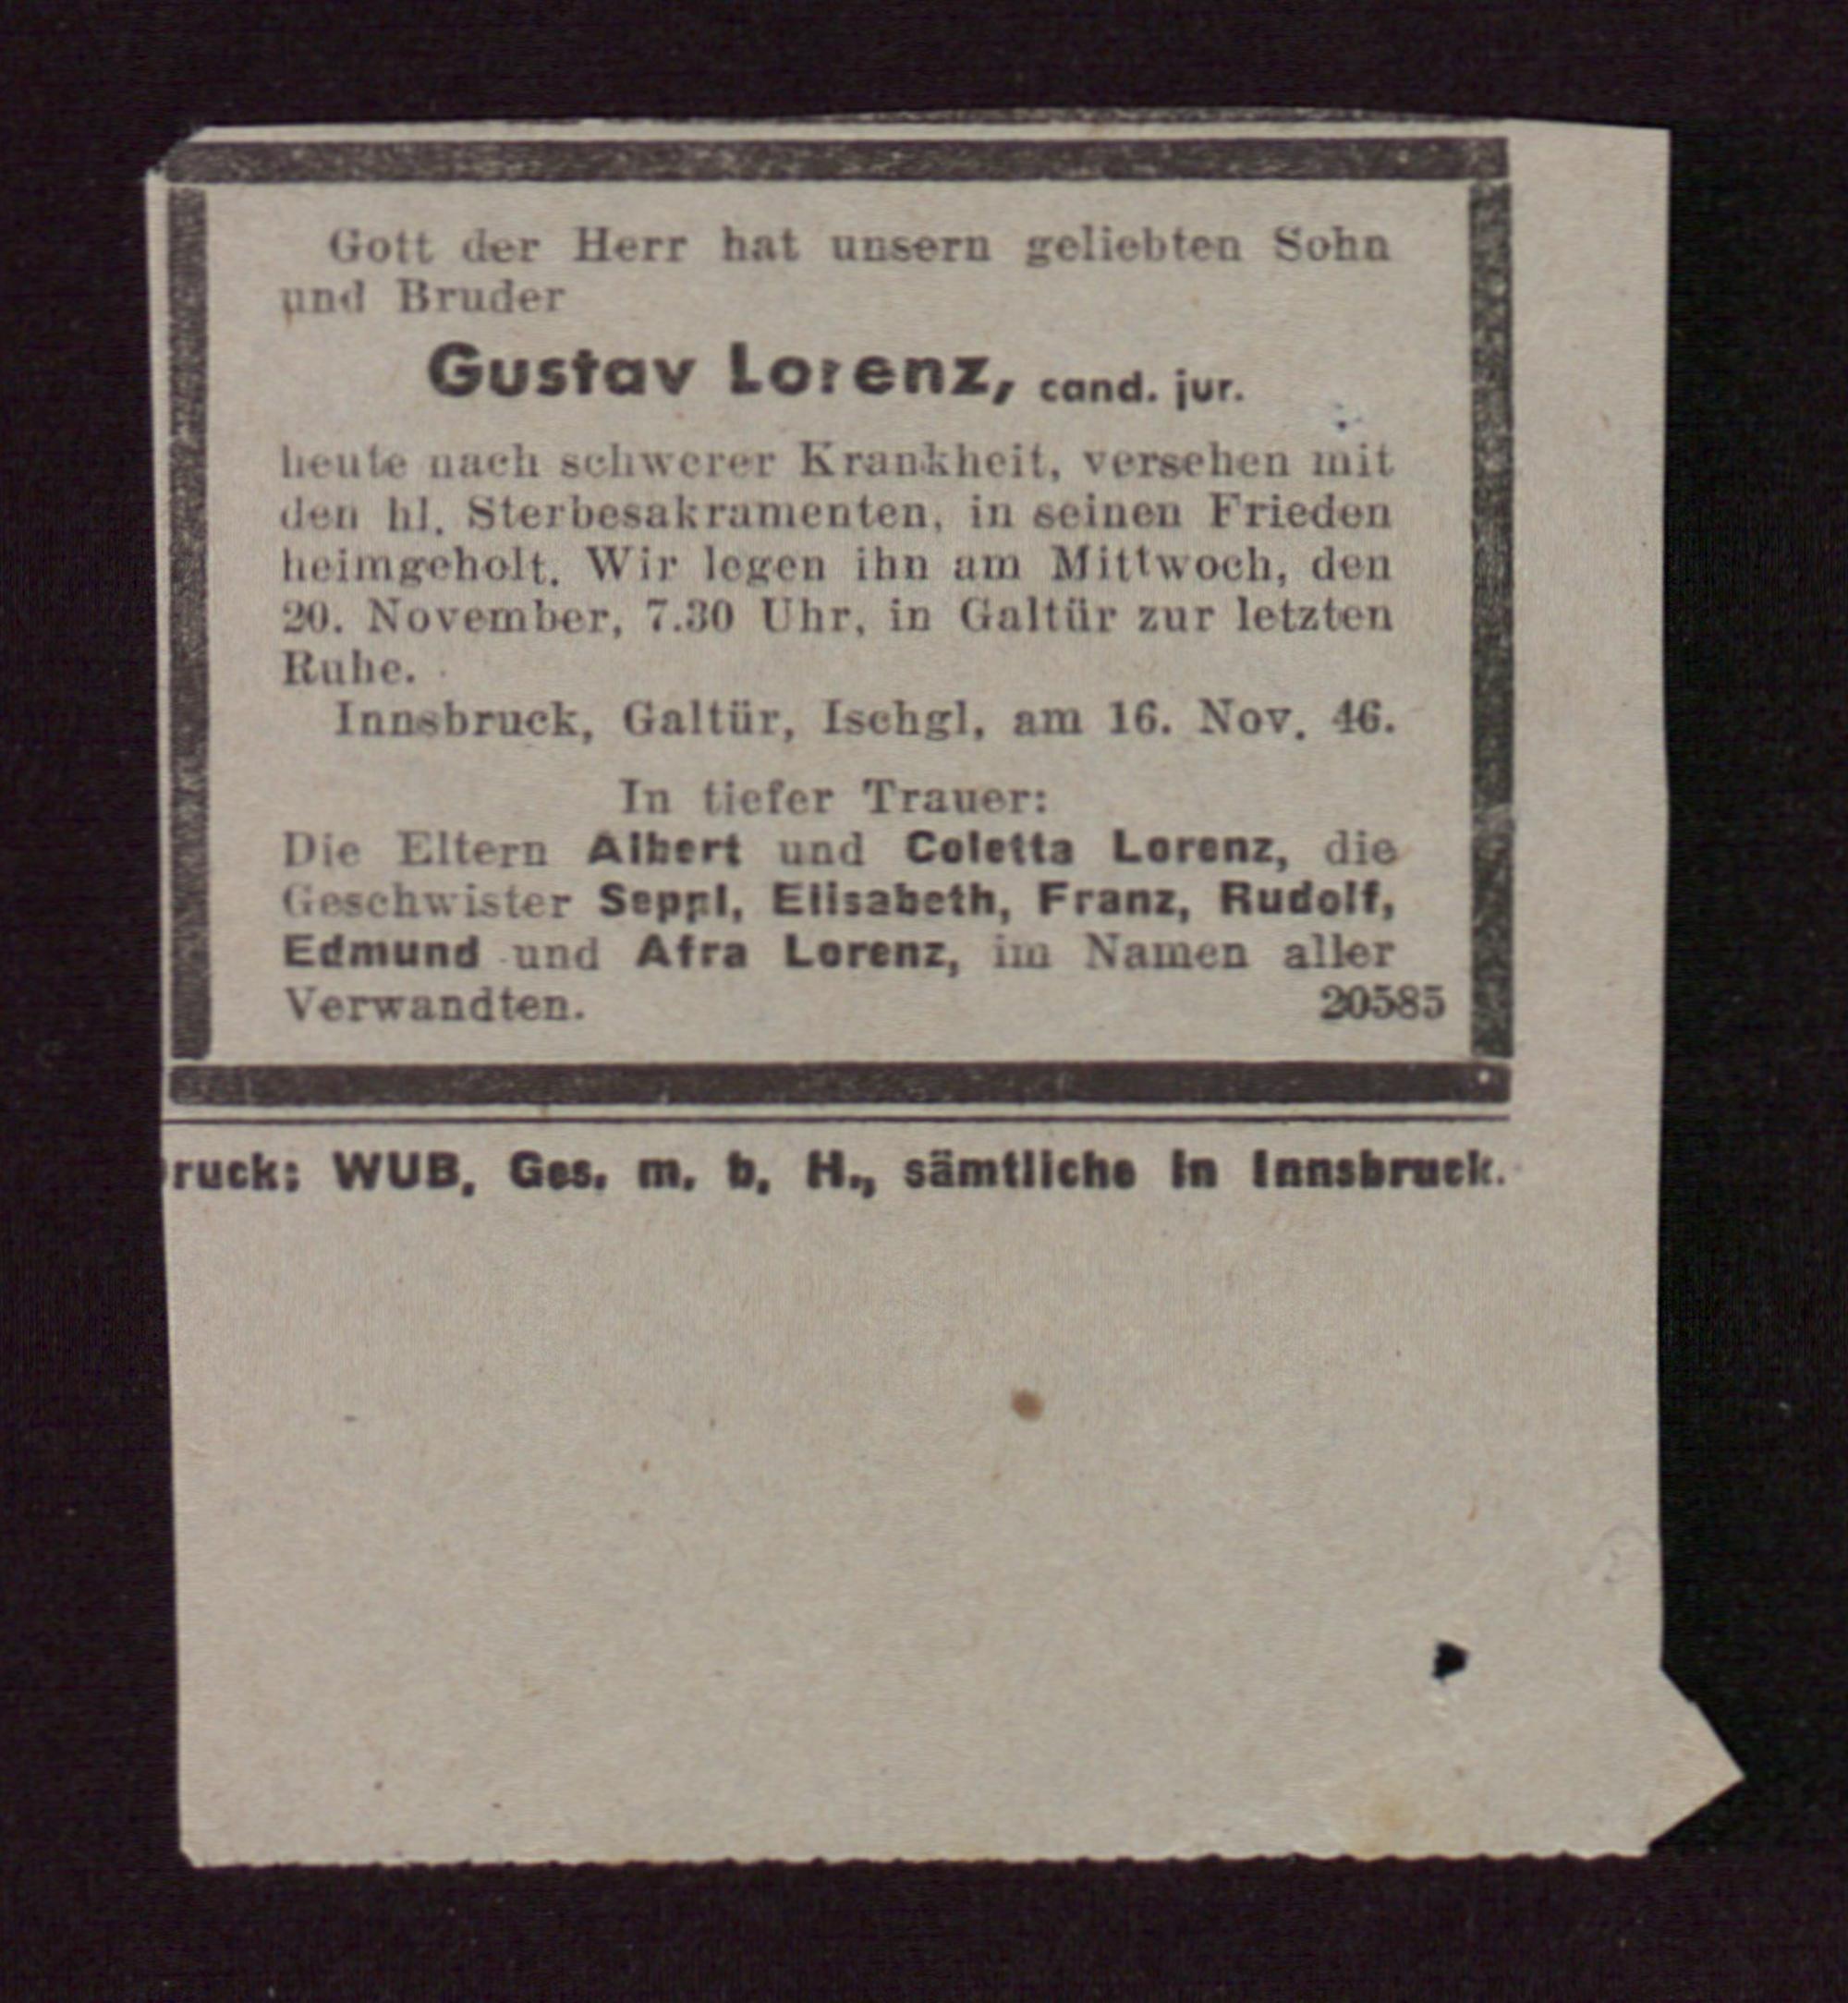 Gott der Herr hat unsern geliebten Sohn
und Bruder
Gustav Lorenz, cand. jur.
heute nach schwerer Krankheit, versehen mit
den hl. Sterbesakramenten, in seinen Frieden
heimgeholt. Wir legen ihn am Mittwoch, den
20. November, 7.30 Uhr, in Galtür zur letzten
Ruhe.
Innsbruck, Galtür, Ischgl, am 16. Nov. 46.
In tiefer Trauer:
Die Eltern Albert und Coletta Lorenz, die
Geschwister Seppl, Elisabeth, Franz, Rudolf,
Edmund und Afra Lorenz, im Namen aller
Verwandten. 20585
ruck: WUB, Ges. m. b. H., sämtliche in Innsbruck.